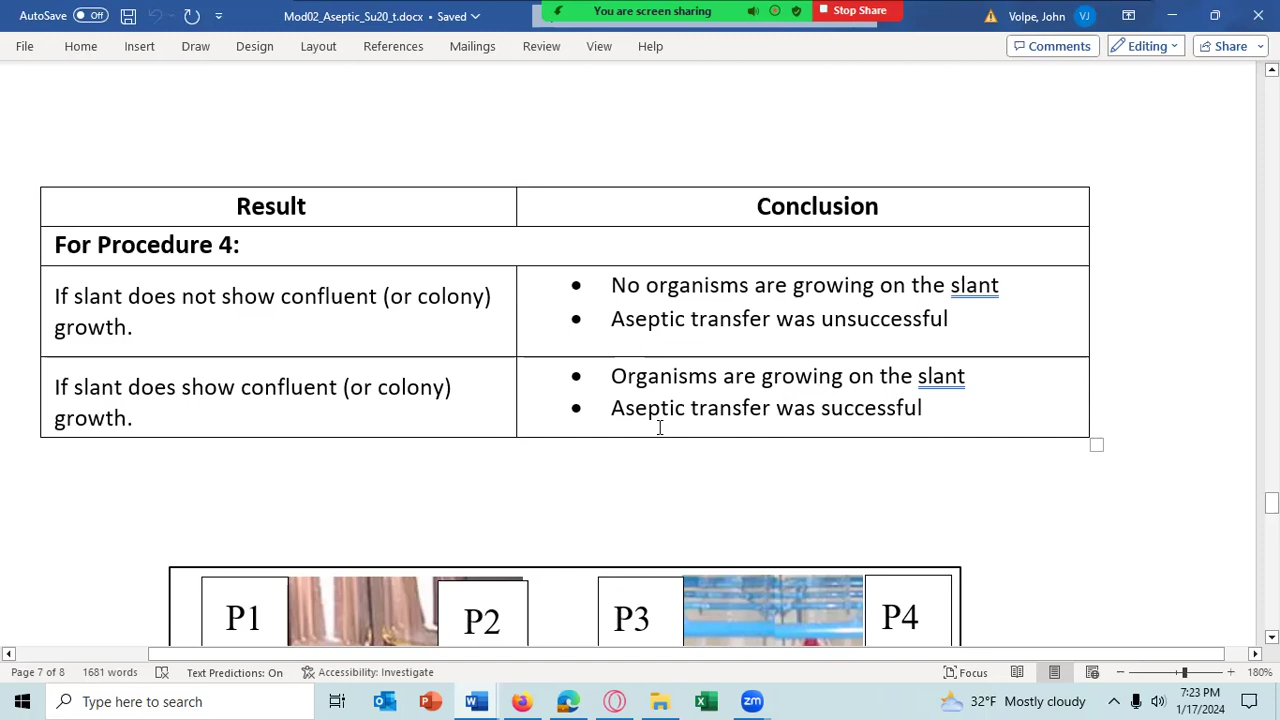 AutoSave Off Mod02_Aseptic_Su20_t.docx • Saved You are screen sharing Stop Share Volpe, John VJ
File Home Insert Draw Design Layout References Mailings Review View Help Comments Editing Share
Result Conclusion
For Procedure 4:
If slant does not show confluent (or colony)
growth.
• No organisms are growing on the slant
• Aseptic transfer was unsuccessful
If slant does show confluent (or colony)
growth.
• Organisms are growing on the slant
• Aseptic transfer was successful
P1 P2 P3 P4
Page 7 of 8 1681 words Text Predictions: On Accessibility: Investigate Focus 180%
Type here to search 32°F Mostly cloudy 7:23 PM
1/17/2024